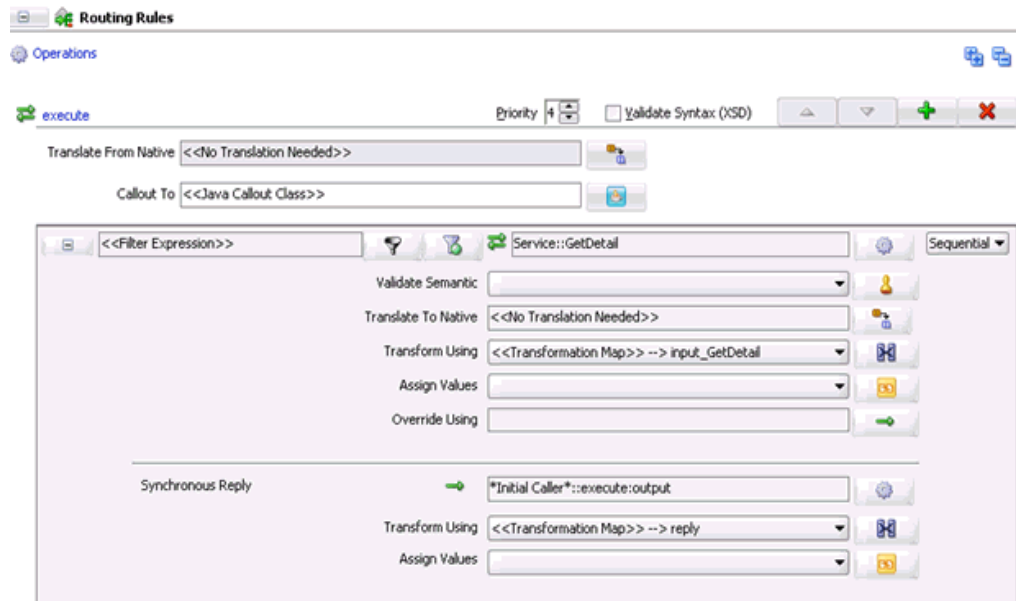 Routing Rules
Operations
execute Priority 4 Validate Syntax (XSD)
Translate From Native <<No Translation Needed>>
Callout To <<Java Callout Class>>
<<Filter Expression>> Service::GetDetail Sequential
Validate Semantic
Translate To Native <<No Translation Needed>>
Transform Using <<Transformation Map>> --> input_GetDetail
Assign Values
Override Using
Synchronous Reply *Initial Caller*::execute:output
Transform Using <<Transformation Map>> --> reply
Assign Values